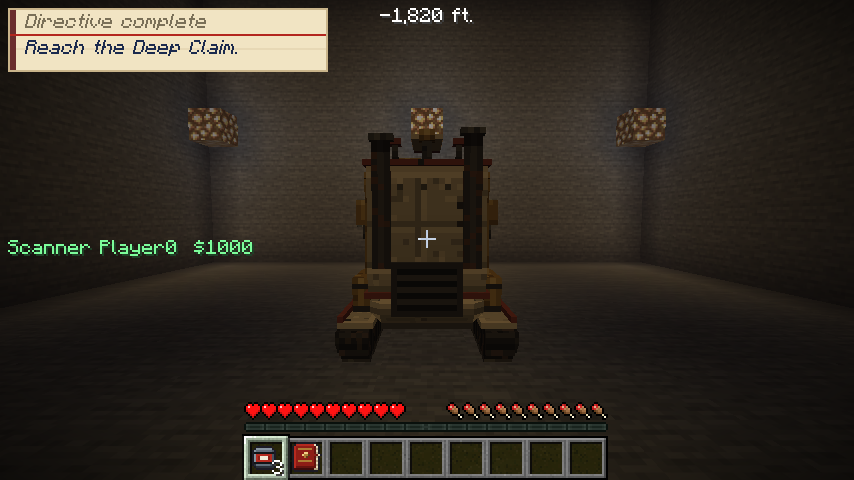 Directive complete
-1,820 ft.
Reach the Deep Claim.
Scanner Player0 $1000
3